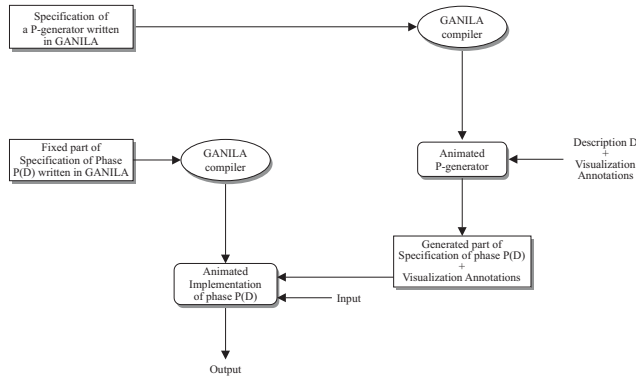 Specification of
a P-generator written
in GANILA
GANILA
compiler
Fixed part of
Specification of Phase
P(D) written in GANILA
GANILA
compiler
Animated
P-generator
Description D
+
Visualization
Annotations
Generated part of
Specification of phase P(D)
+
Visualization Annotations
Animated
Implementation
of phase P(D)
Input
Output